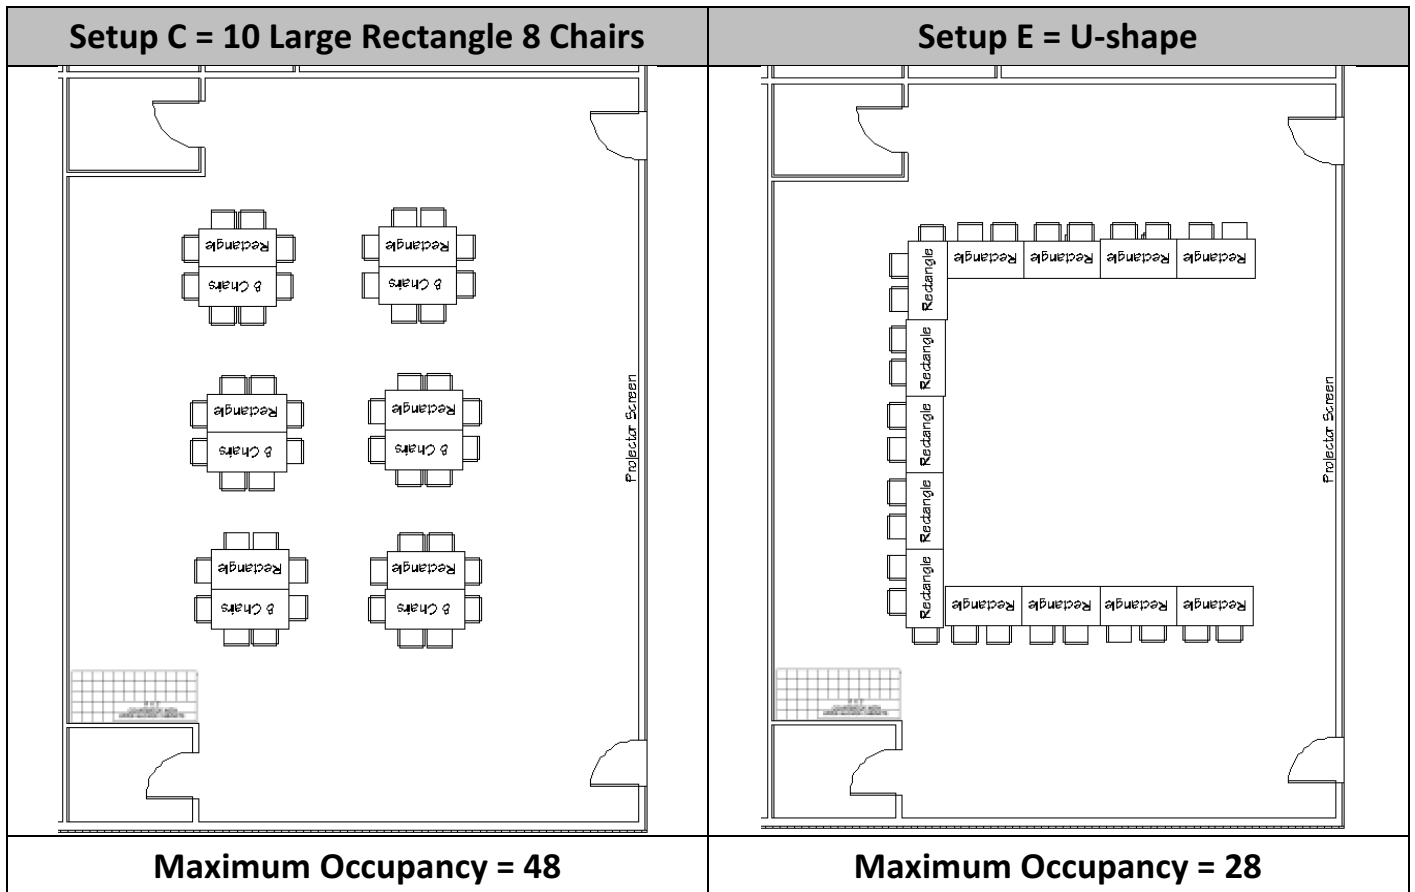 Setup C = 10 Large Rectangle 8 Chairs
Rectangle
8 Chairs
Rectangle
8 Chairs
Rectangle
8 Chairs
Rectangle
8 Chairs
Rectangle
8 Chairs
Rectangle
8 Chairs
Projector Screen
Maximum Occupancy = 48
Setup E = U-shape
Rectangle
Rectangle
Rectangle
Rectangle
Rectangle
Rectangle
Rectangle
Rectangle
Rectangle
Rectangle
Rectangle
Rectangle
Rectangle
Projector Screen
Maximum Occupancy = 28